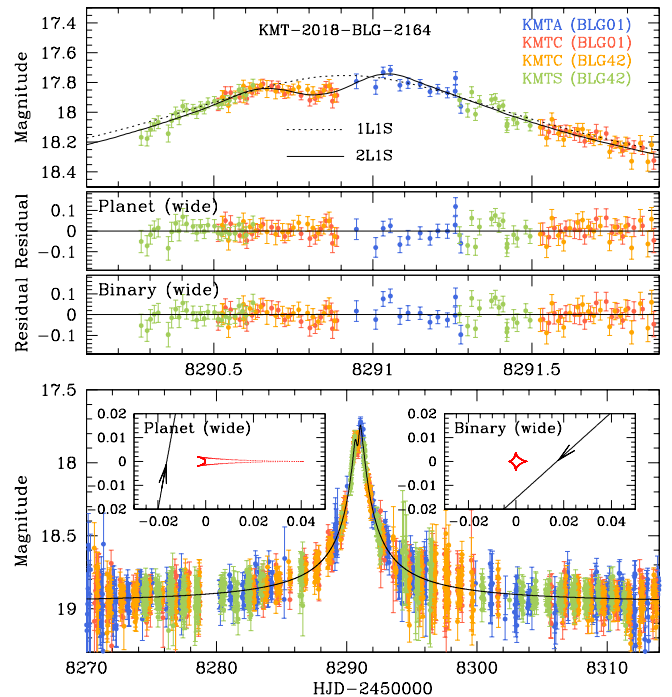 KMT-2018-BLG-2164
KMTA (BLG01)
KMTC (BLG01)
KMTC (BLG42)
KMTS (BLG42)
1L1S
2L1S
Magnitude
17.4
17.6
17.8
18
18.2
18.4
Planet (wide)
Residual
0.1
0
−0.1
Binary (wide)
Residual
0.1
0
−0.1
8290.5
8291
8291.5
Magnitude
17.5
18
18.5
19
Planet (wide)
0.02
0.01
0
−0.01
−0.02
−0.02
0
0.02
0.04
Binary (wide)
0.02
0.01
0
−0.01
−0.02
−0.02
0
0.02
0.04
8270
8280
8290
8300
8310
HJD−2450000